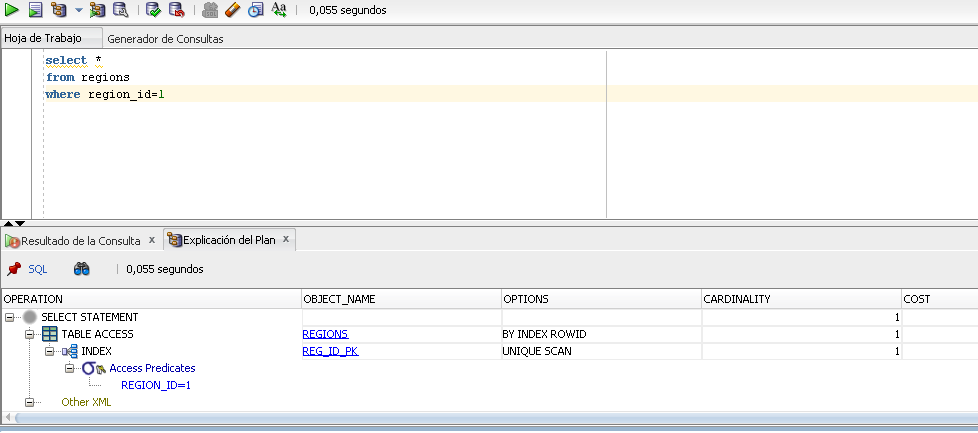 0,055 segundos
Hoja de Trabajo Generador de Consultas
select *
from regions
where region_id=1
Resultado de la Consulta x Explicación del Plan x
SQL 0,055 segundos
OPERATION OBJECT_NAME OPTIONS CARDINALITY COST
SELECT STATEMENT 1
TABLE ACCESS REGIONS BY INDEX ROWID 1
INDEX REG_ID_PK UNIQUE SCAN 1
Access Predicates
REGION_ID=1
Other XML